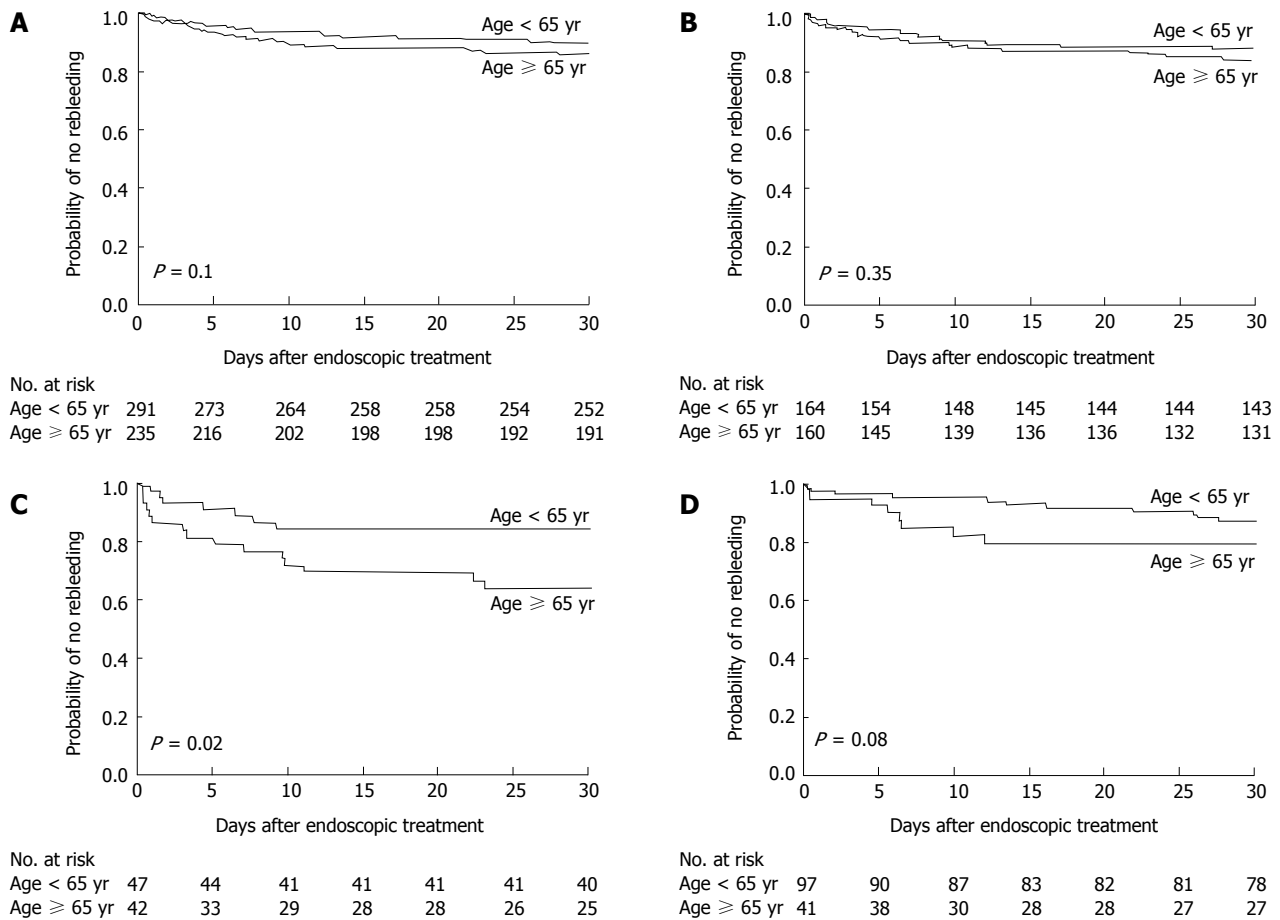 A
Probability of no rebleeding
1.0
0.8
0.6
0.4
0.2
0.0
Age < 65 yr
Age ⩾ 65 yr
P = 0.1
0 5 10 15 20 25 30
Days after endoscopic treatment
No. at risk
Age < 65 yr 291 273 264 258 258 254 252
Age ⩾ 65 yr 235 216 202 198 198 192 191
B
Probability of no rebleeding
1.0
0.8
0.6
0.4
0.2
0.0
Age < 65 yr
Age ⩾ 65 yr
P = 0.35
0 5 10 15 20 25 30
Days after endoscopic treatment
No. at risk
Age < 65 yr 164 154 148 145 144 144 143
Age ⩾ 65 yr 160 145 139 136 136 132 131
C
Probability of no rebleeding
1.0
0.8
0.6
0.4
0.2
0.0
Age < 65 yr
Age ⩾ 65 yr
P = 0.02
0 5 10 15 20 25 30
Days after endoscopic treatment
No. at risk
Age < 65 yr 47 44 41 41 41 41 40
Age ⩾ 65 yr 42 33 29 28 28 26 25
D
Probability of no rebleeding
1.0
0.8
0.6
0.4
0.2
0.0
Age < 65 yr
Age ⩾ 65 yr
P = 0.08
0 5 10 15 20 25 30
Days after endoscopic treatment
No. at risk
Age < 65 yr 97 90 87 83 82 81 78
Age ⩾ 65 yr 41 38 30 28 28 27 27